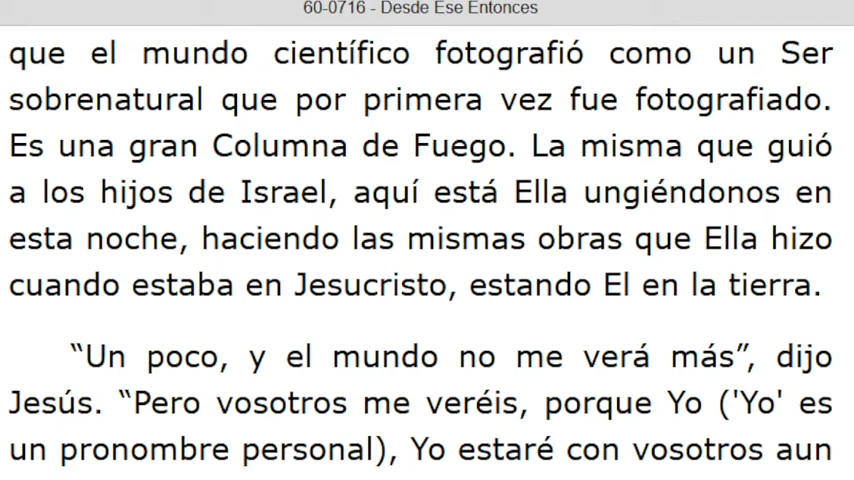 60-0716 - Desde Ese Entonces
que el mundo científico fotografió como un Ser
sobrenatural que por primera vez fue fotografiado.
Es una gran Columna de Fuego. La misma que guió
a los hijos de Israel, aquí está Ella ungiéndonos en
esta noche, haciendo las mismas obras que Ella hizo
cuando estaba en Jesucristo, estando El en la tierra.
“Un poco, y el mundo no me verá más”, dijo
Jesús. “Pero vosotros me veréis, porque Yo ('Yo' es
un pronombre personal), Yo estaré con vosotros aun